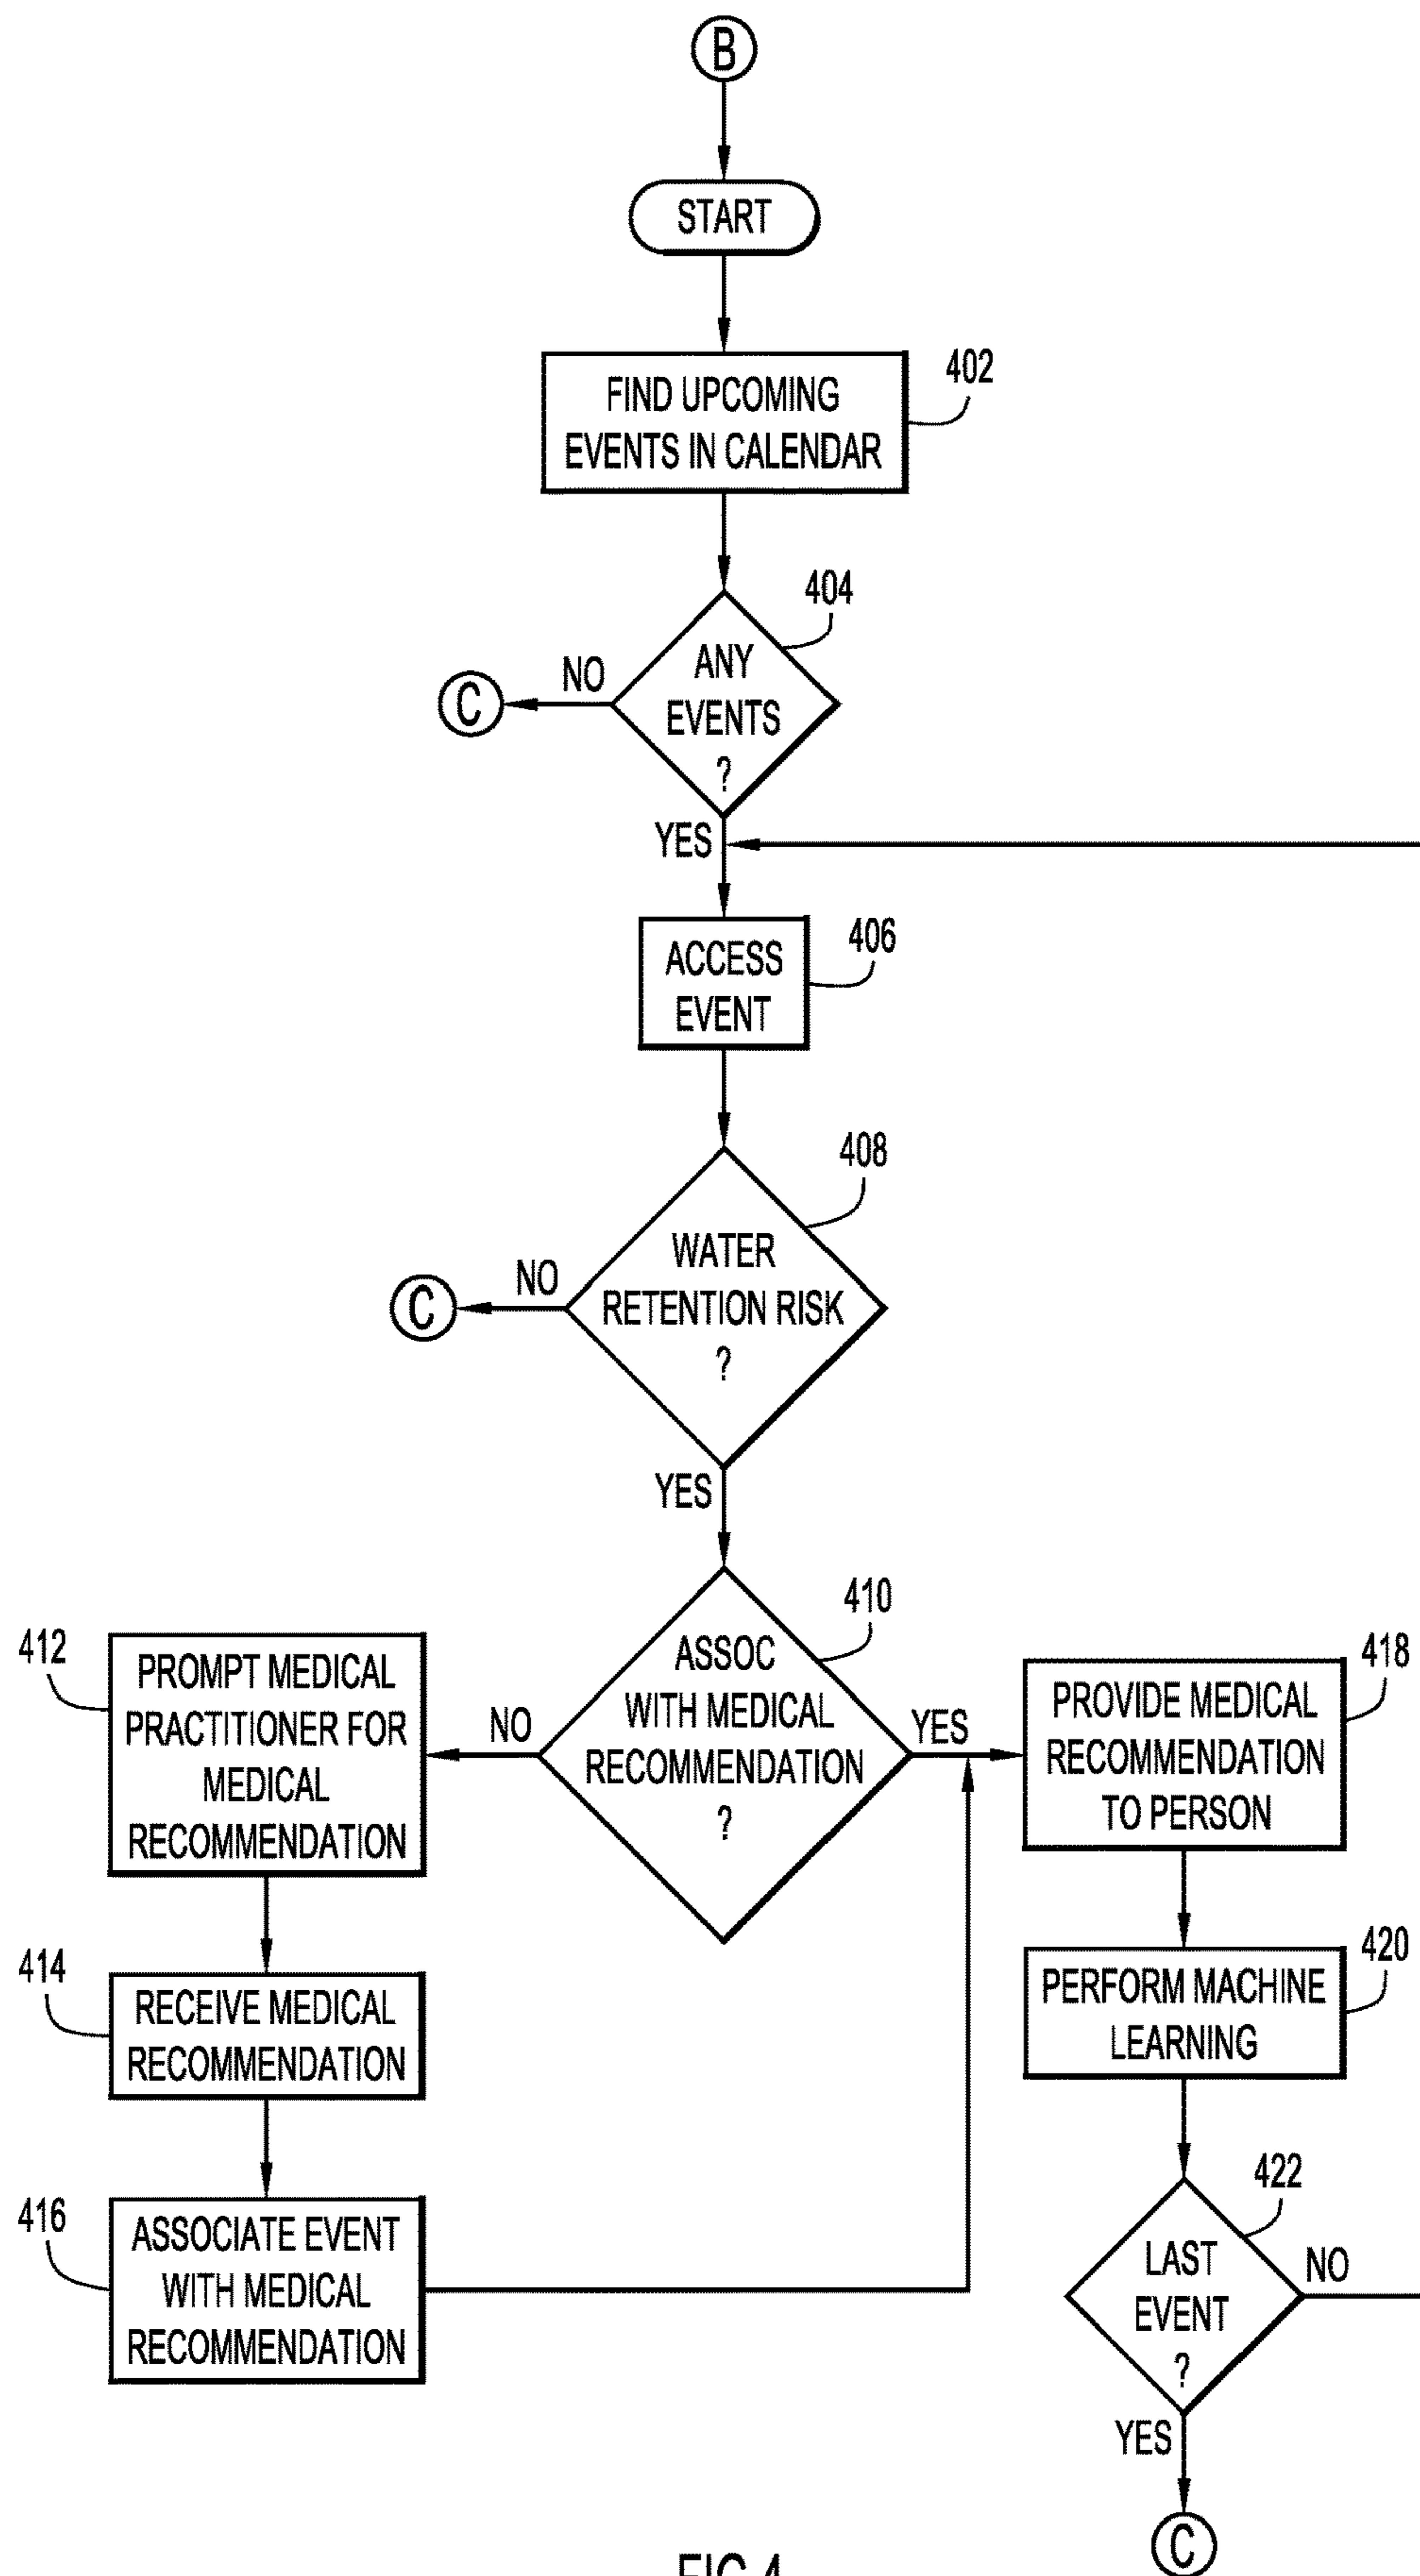 B
START
FIND UPCOMING
EVENTS IN CALENDAR
402
404
ANY
EVENTS
?
NO
C
YES
ACCESS
EVENT
406
408
WATER
RETENTION RISK
?
NO
C
YES
410
ASSOC
WITH MEDICAL
RECOMMENDATION
?
NO
YES
412
PROMPT MEDICAL
PRACTITIONER FOR
MEDICAL
RECOMMENDATION
414
RECEIVE MEDICAL
RECOMMENDATION
416
ASSOCIATE EVENT
WITH MEDICAL
RECOMMENDATION
418
PROVIDE MEDICAL
RECOMMENDATION
TO PERSON
420
PERFORM MACHINE
LEARNING
422
LAST
EVENT
?
NO
YES
C
FIG.4